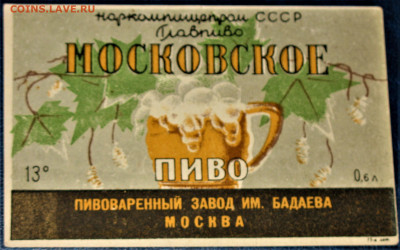 COINS.LAVE.RU
наркомпищепром СССР
Главпиво
МОСКОВСКОЕ
13°
ПИВО
0,6 л
ПИВОВАРЕННЫЙ ЗАВОД ИМ. БАДАЕВА
МОСКВА